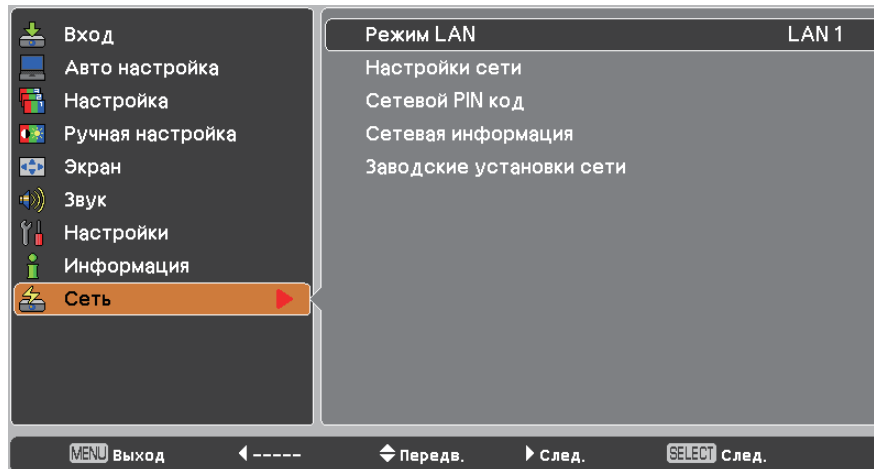 Вход
Авто настройка
Настройка
Ручная настройка
Экран
Звук
Настройки
Информация
Сеть
Режим LAN LAN 1
Настройки сети
Сетевой PIN код
Сетевая информация
Заводские установки сети
MENU Выход ----- Передв. След. SELECT След.